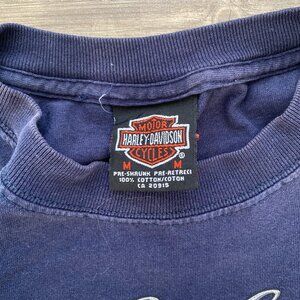 MOTOR
HARLEY-DAVIDSON
CYCLES
®
M M
PRE-SHRUNK PRE-RETRECI
100% COTTON/COTON
CA 20915